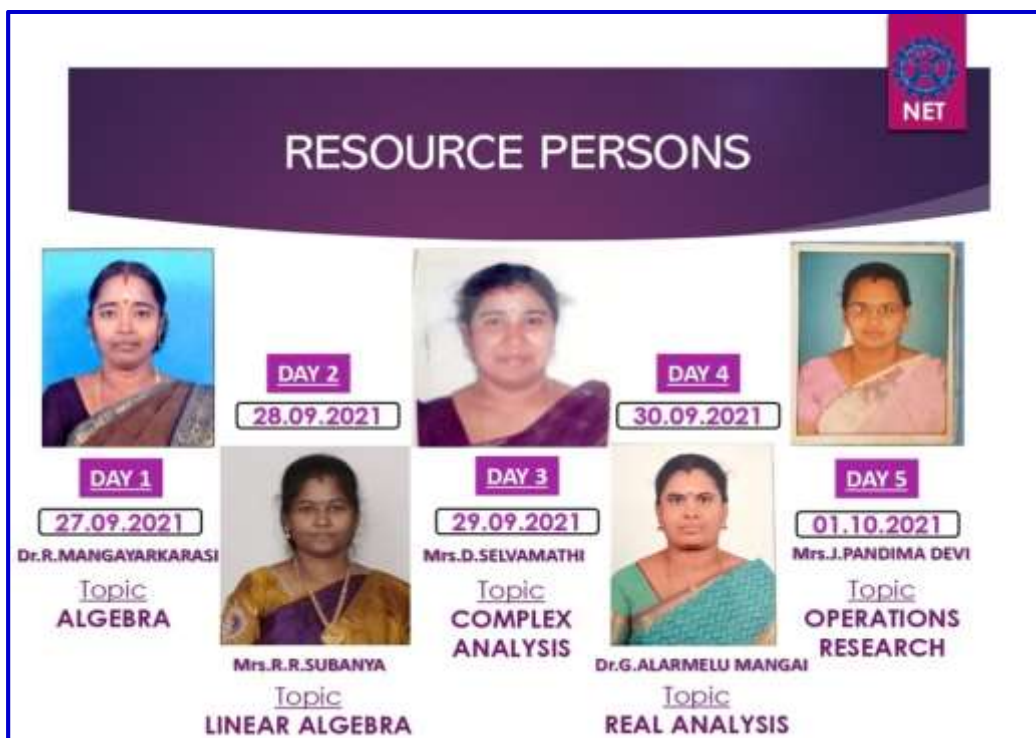 NET
RESOURCE PERSONS
DAY 1
27.09.2021
Dr.R.MANGAYARKARASI
Topic
ALGEBRA
DAY 2
28.09.2021
Mrs.R.R.SUBANYA
Topic
LINEAR ALGEBRA
DAY 3
29.09.2021
Mrs.D.SELVAMATHI
Topic
COMPLEX
ANALYSIS
DAY 4
30.09.2021
Dr.G.ALARMELU MANGAI
Topic
REAL ANALYSIS
DAY 5
01.10.2021
Mrs.J.PANDIMA DEVI
Topic
OPERATIONS
RESEARCH